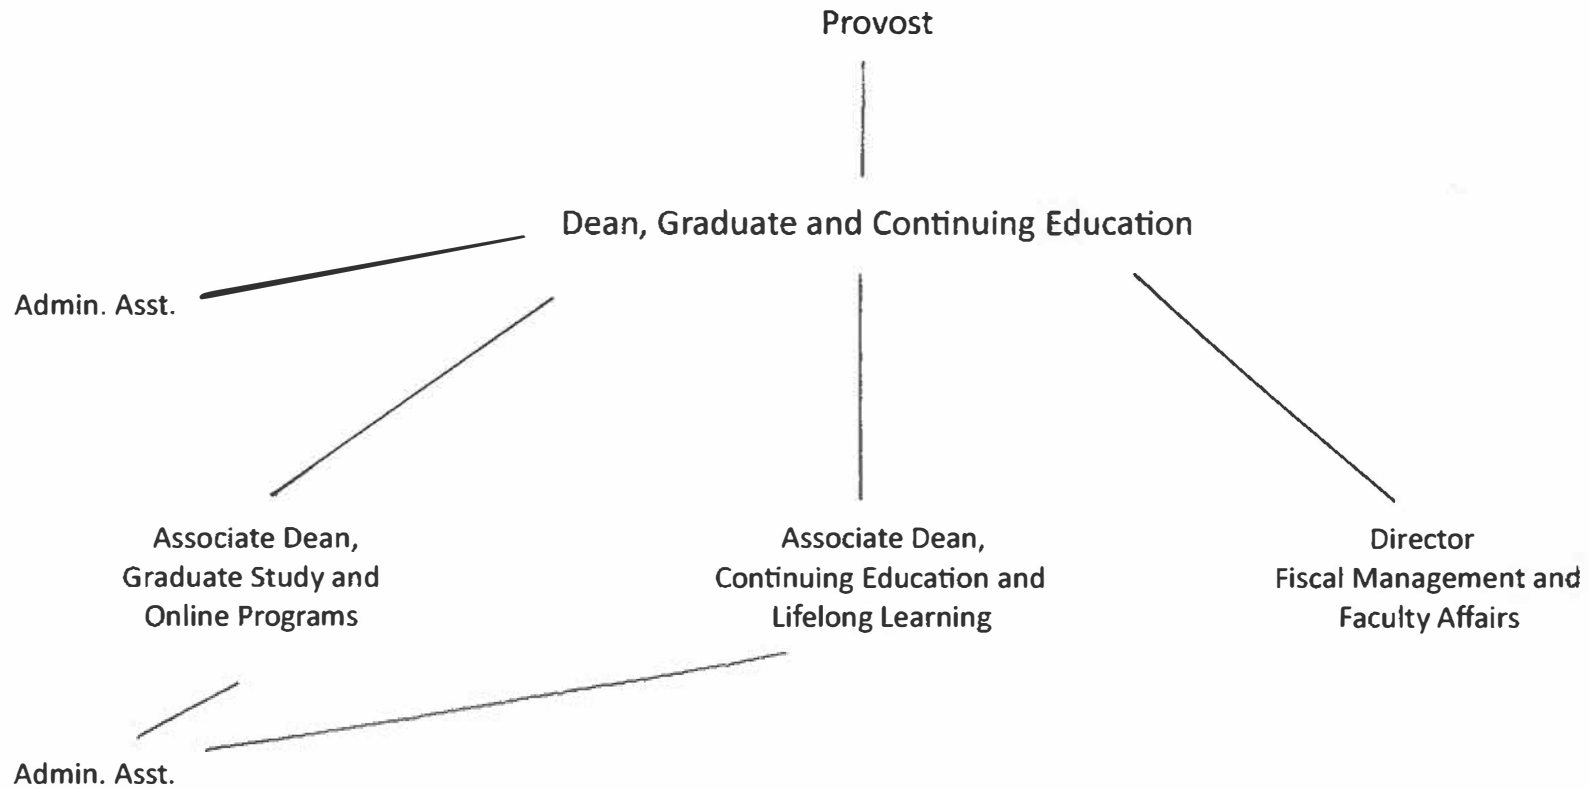 Provost
Dean, Graduate and Continuing Education
Admin. Asst.
Associate Dean,
Graduate Study and
Online Programs
Associate Dean,
Continuing Education and
Lifelong Learning
Director
Fiscal Management and
Faculty Affairs
Admin. Asst.